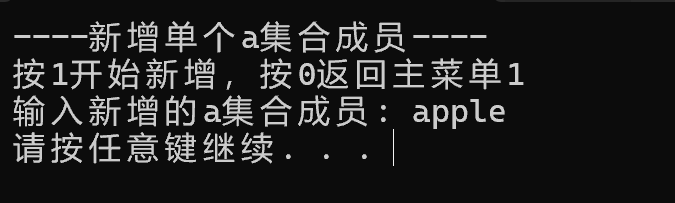 ----新增单个a集合成员----
按1开始新增，按0返回主菜单1
输入新增的a集合成员：apple
请按任意键继续. . .